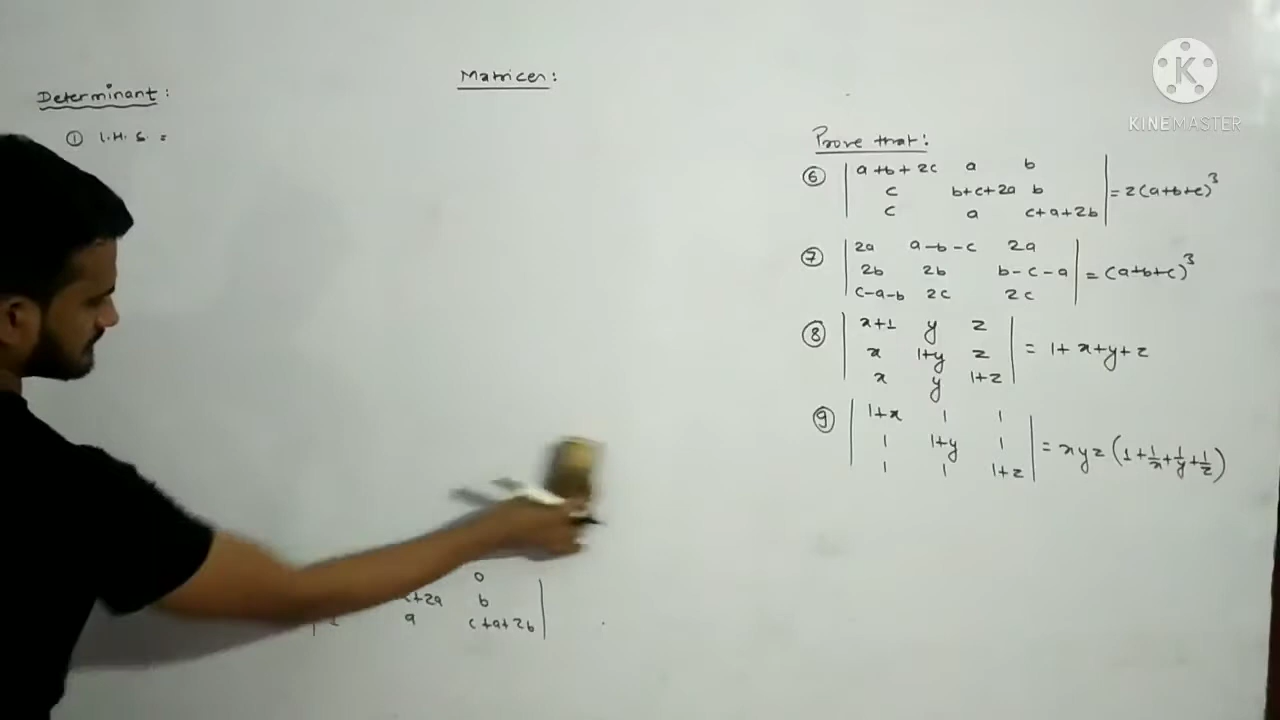 Matrices:
Determinant:
① L.H.S. =
KINEMASTER
Prove that:
⑥ | a+b+2c a b |
| c b+c+2a b | = 2(a+b+c)³
| c a c+a+2b |
⑦ | 2a a-b-c 2a |
| 2b 2b b-c-a | = (a+b+c)³
| c-a-b 2c 2c |
⑧ | x+1 y z |
| x 1+y z | = 1+x+y+z
| x y 1+z |
⑨ | 1+x 1 1 |
| 1 1+y 1 | = xyz(1+1/x+1/y+1/z)
| 1 1 1+z |
0
+2a b
a c+a+2b |